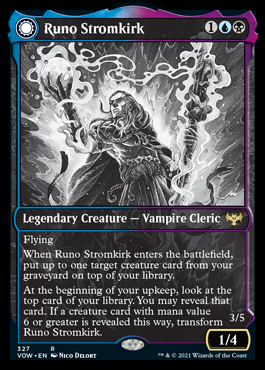 Runo Stromkirk 1
Legendary Creature — Vampire Cleric
Flying
When Runo Stromkirk enters the battlefield,
put up to one target creature card from your
graveyard on top of your library.
At the beginning of your upkeep, look at the
top card of your library. You may reveal that
card. If a creature card with mana value
6 or greater is revealed this way, transform
Runo Stromkirk.
3/5
1/4
327 R
VOW • EN Nico Delort
™ & © 2021 Wizards of the Coast